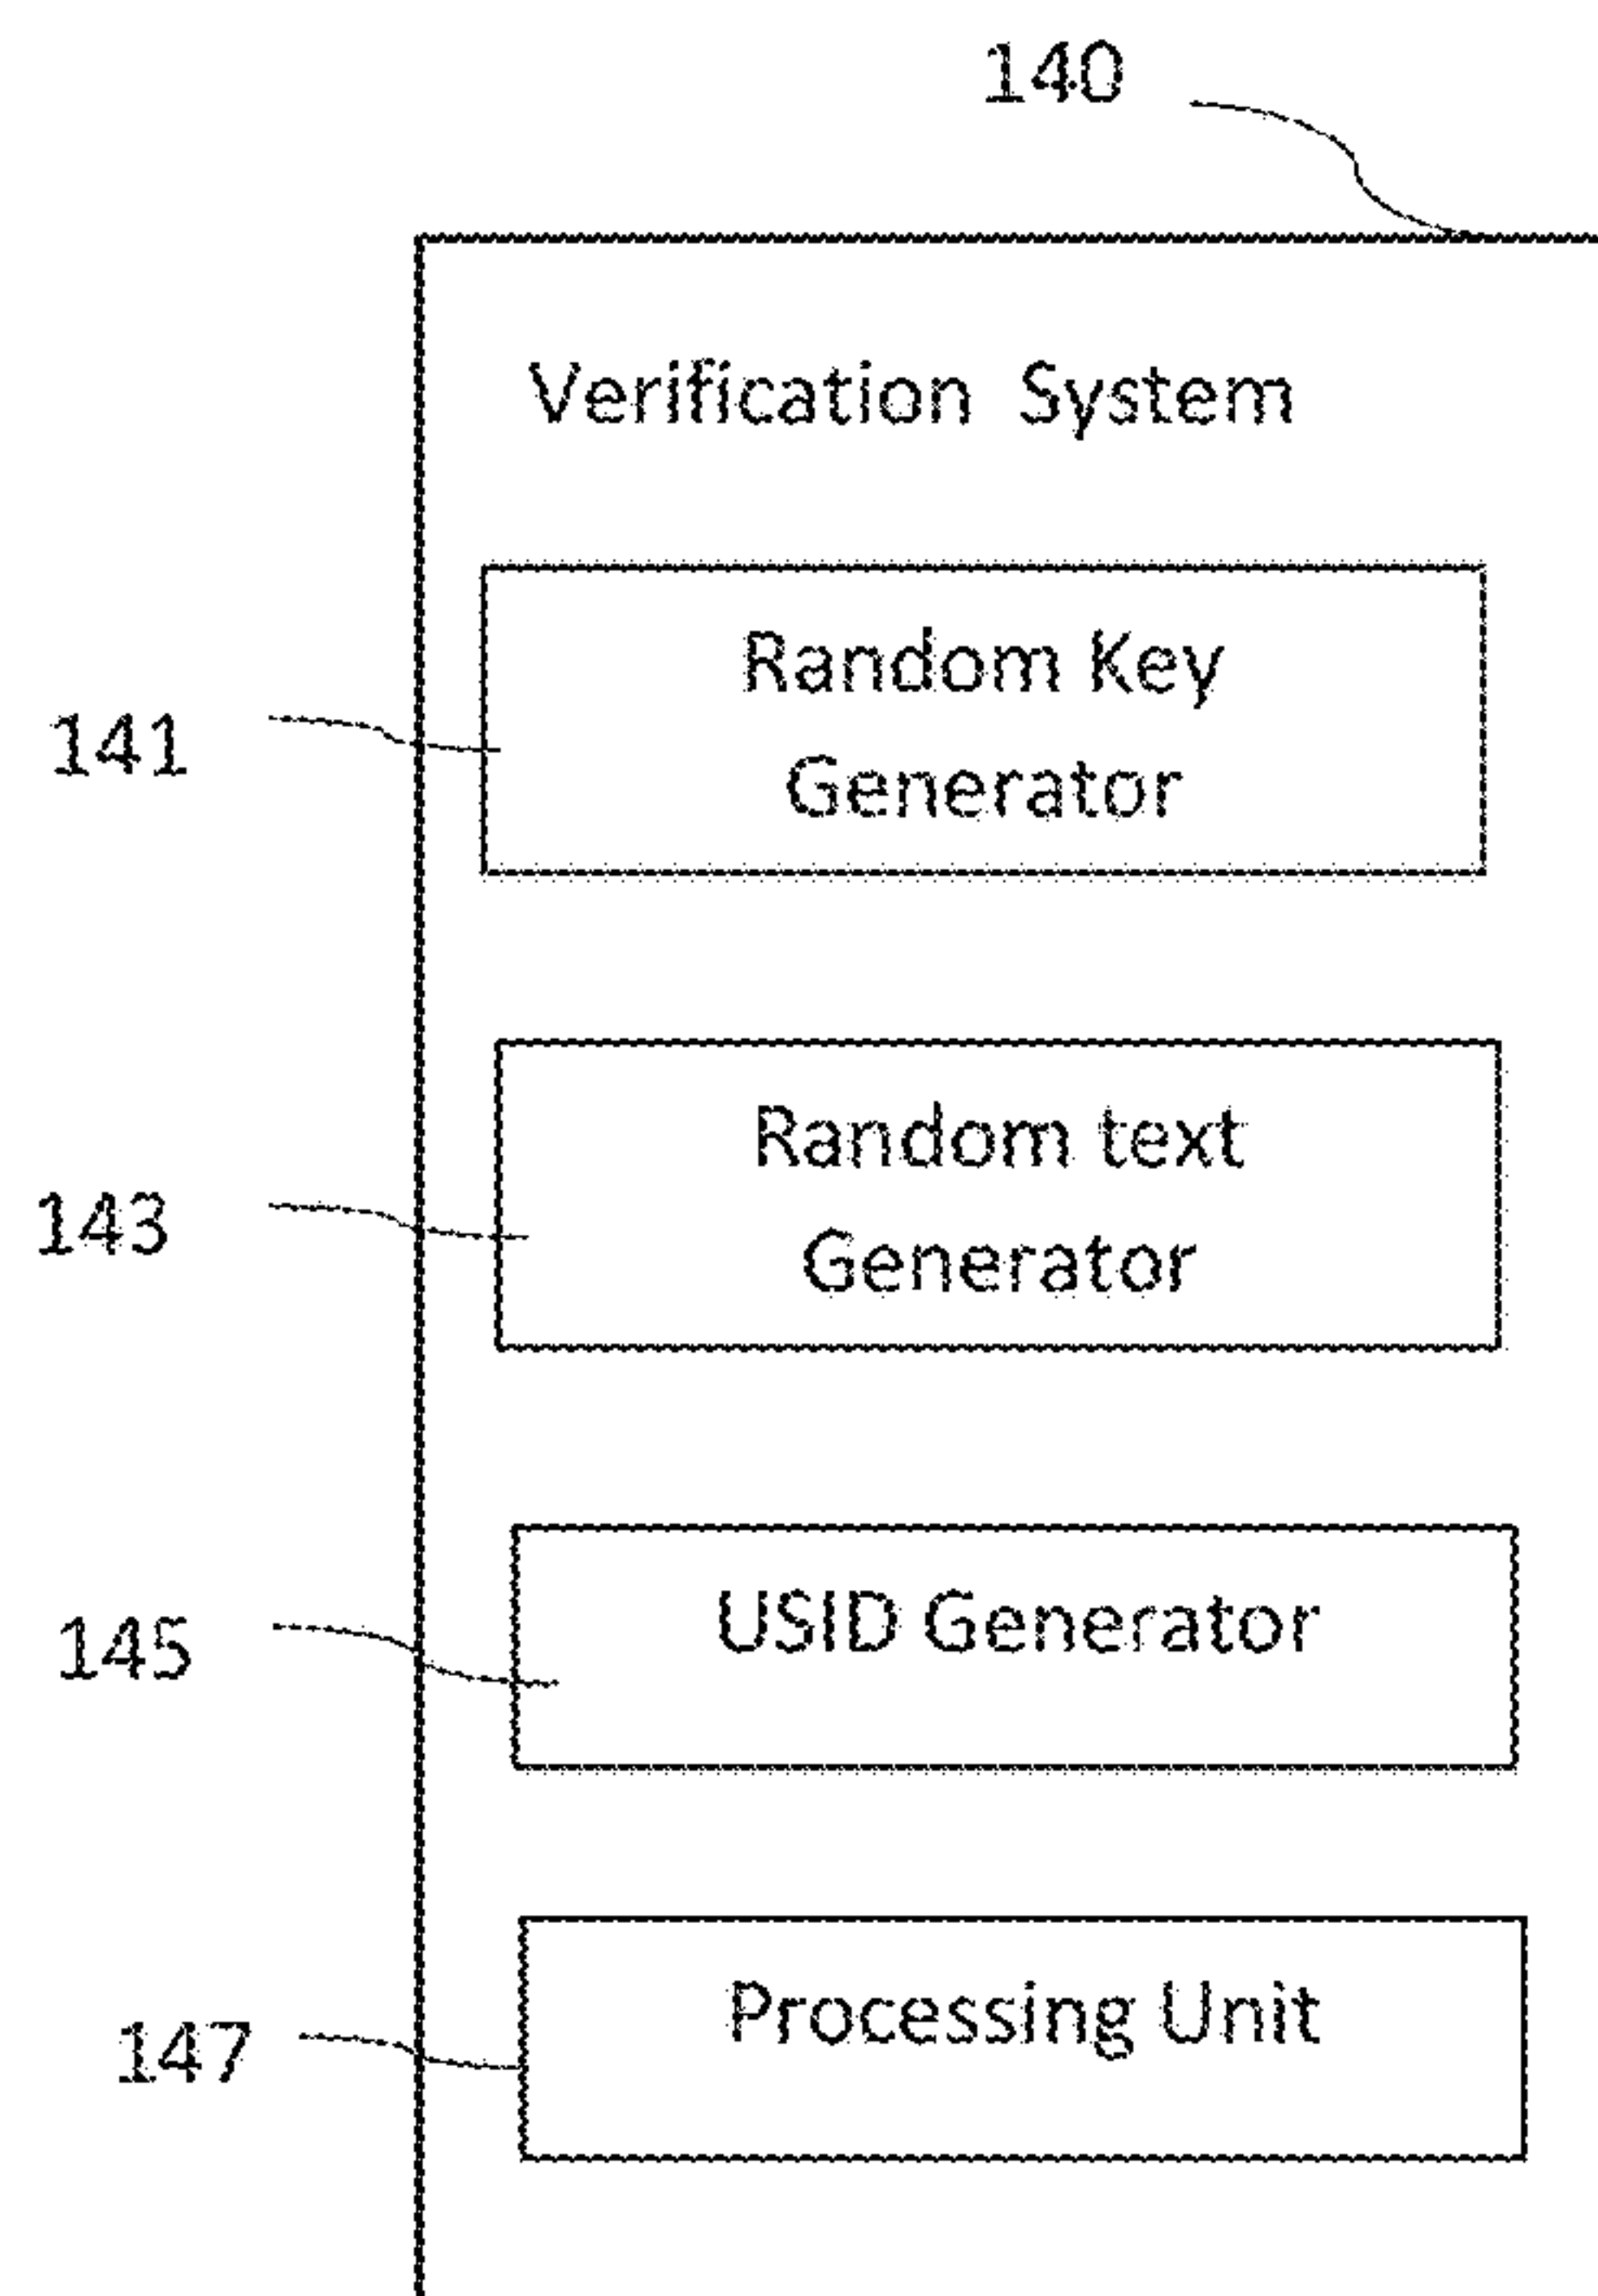 140
Verification System
Random Key
141
Generator
Random text
143
Generator
USID Generator
145
Processing Unit
147